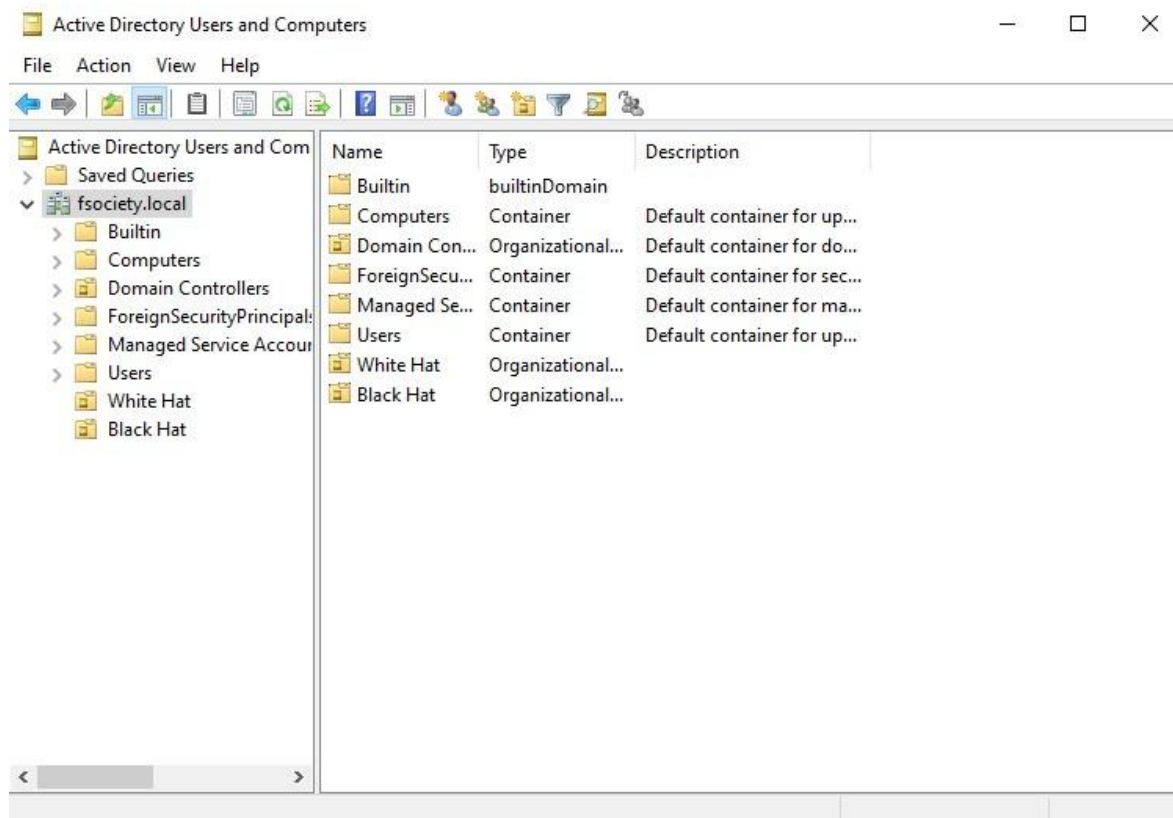 Active Directory Users and Computers
File Action View Help
Active Directory Users and Com
Saved Queries
fsociety.local
Builtin
Computers
Domain Controllers
ForeignSecurityPrincipals
Managed Service Accour
Users
White Hat
Black Hat
Name Type Description
Builtin builtinDomain
Computers Container Default container for up...
Domain Con... Organizational... Default container for do...
ForeignSecu... Container Default container for sec...
Managed Se... Container Default container for ma...
Users Container Default container for up...
White Hat Organizational...
Black Hat Organizational...